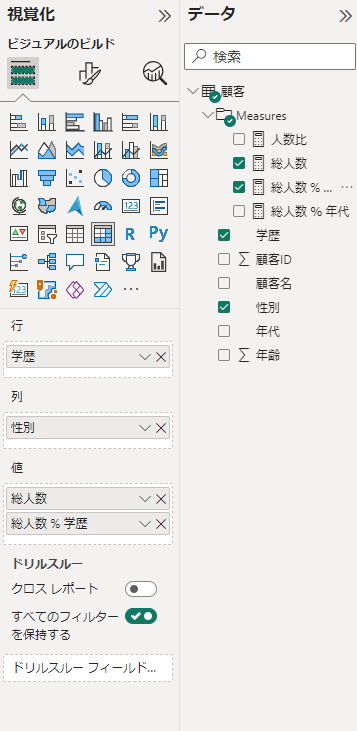 視覚化
ビジュアルのビルド
123
R
Py
123
…
行
学歴
列
性別
値
総人数
総人数 % 学歴
ドリルスルー
クロス レポート
すべてのフィルター
を保持する
ドリルスルー フィールド...
データ
検索
顧客
Measures
人数比
総人数
総人数 % ...
総人数 % 年代
学歴
顧客ID
顧客名
性別
年代
年齢